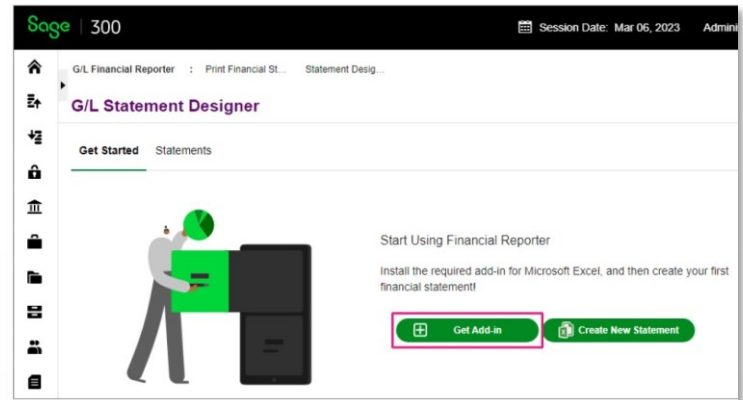 Sage 300
Session Date: Mar 06, 2023 Admini
G/L Financial Reporter : Print Financial St... Statement Desig...
G/L Statement Designer
Get Started Statements
Start Using Financial Reporter
Install the required add-in for Microsoft Excel, and then create your first
financial statement!
Get Add-in Create New Statement